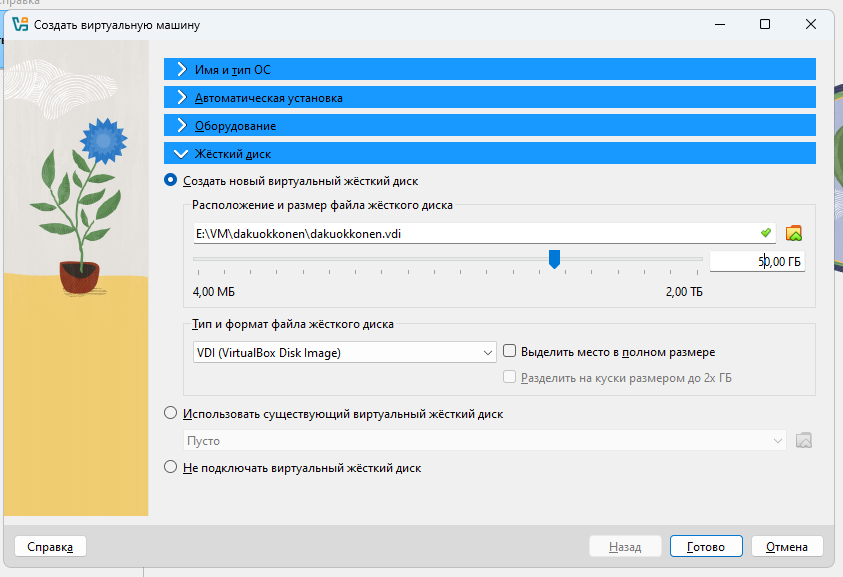 Справка
Создать виртуальную машину
Имя и тип ОС
Автоматическая установка
Оборудование
Жёсткий диск
Создать новый виртуальный жёсткий диск
Расположение и размер файла жёсткого диска
E:\VM\dakuokkonen\dakuokkonen.vdi
50,00 ГБ
4,00 МБ 2,00 ТБ
Тип и формат файла жёсткого диска
VDI (VirtualBox Disk Image) Выделить место в полном размере
Разделить на куски размером до 2х ГБ
Использовать существующий виртуальный жёсткий диск
Пусто
Не подключать виртуальный жёсткий диск
Справка Назад Готово Отмена